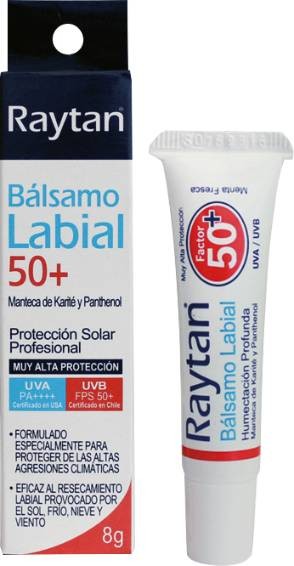 Raytan
Bálsamo
Labial
50+
Manteca de Karité y Panthenol
Protección Solar
Profesional
MUY ALTA PROTECCIÓN
UVA
PA++++
Certificado en USA
UVB
FPS 50+
Certificado en Chile
• FORMULADO
ESPECIALMENTE PARA
PROTEGER DE LAS ALTAS
AGRESIONES CLIMÁTICAS
• EFICAZ AL RESECAMIENTO
LABIAL PROVOCADO POR
EL SOL, FRÍO, NIEVE Y
VIENTO
8g
Menta Fresca
Muy Alta Protección
Factor
50+
UVA / UVB
Raytan
Bálsamo Labial
Humectación Profunda
Manteca de Karité y Panthenol